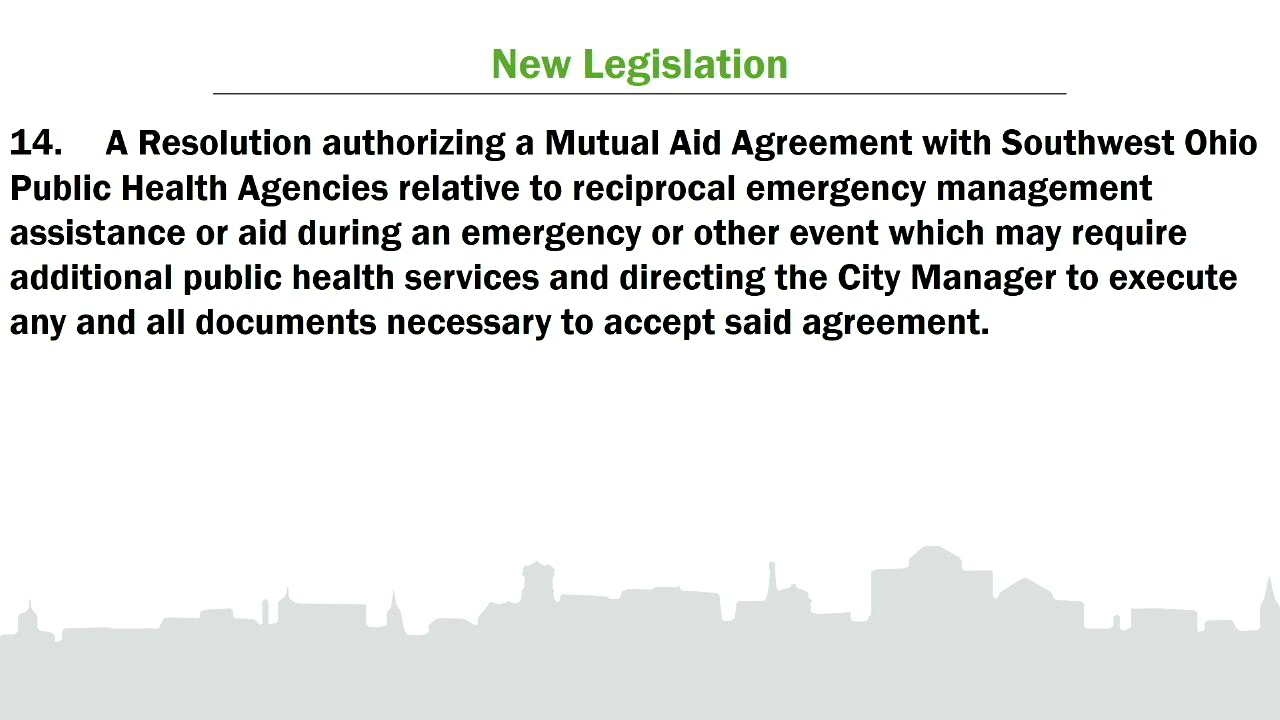 New Legislation
14. A Resolution authorizing a Mutual Aid Agreement with Southwest Ohio
Public Health Agencies relative to reciprocal emergency management
assistance or aid during an emergency or other event which may require
additional public health services and directing the City Manager to execute
any and all documents necessary to accept said agreement.